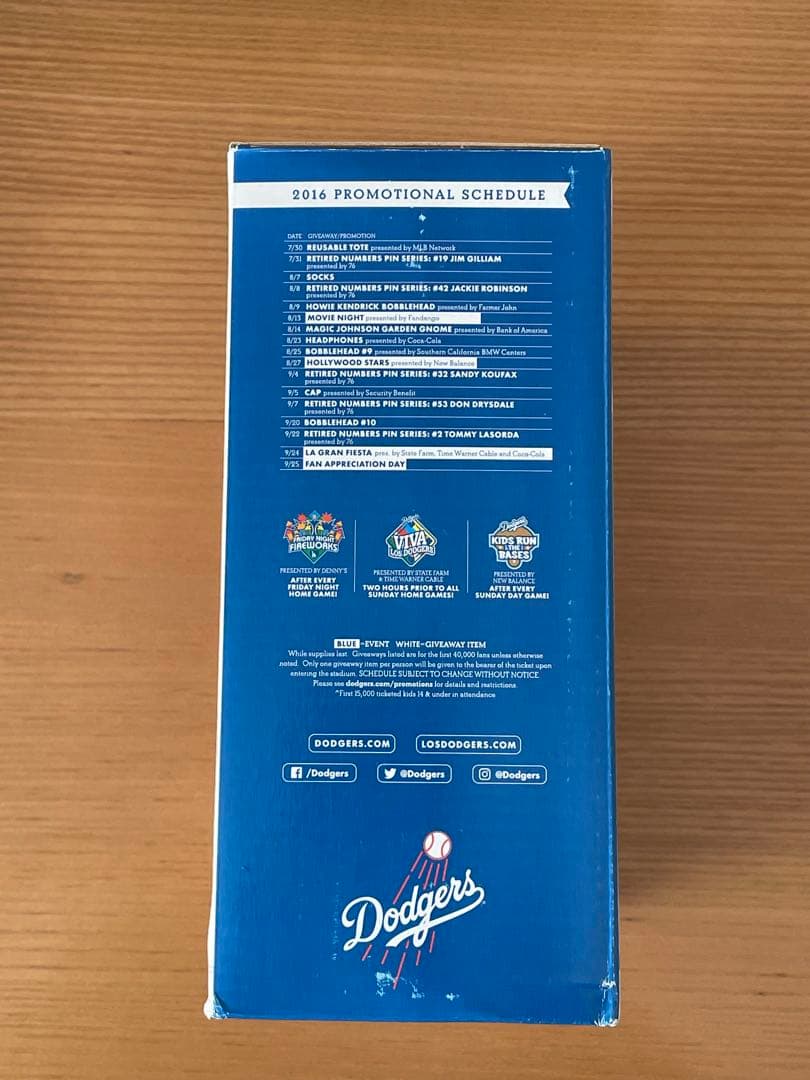 2016 PROMOTIONAL SCHEDULE
DATE GIVEAWAY/PROMOTION
7/30 REUSABLE TOTE presented by MLB Network
7/31 RETIRED NUMBERS PIN SERIES: #19 JIM GILLIAM
presented by 76
8/7 SOCKS
8/8 RETIRED NUMBERS PIN SERIES: #42 JACKIE ROBINSON
presented by 76
8/9 HOWIE KENDRICK BOBBLEHEAD presented by Farmer John
8/13 MOVIE NIGHT presented by Fandango
8/14 MAGIC JOHNSON GARDEN GNOME presented by Bank of America
8/23 HEADPHONES presented by Coca-Cola
8/25 BOBBLEHEAD #9 presented by Southern California BMW Centers
8/27 HOLLYWOOD STARS presented by New Balance
9/4 RETIRED NUMBERS PIN SERIES: #32 SANDY KOUFAX
presented by 76
9/5 CAP presented by Security Benefit
9/7 RETIRED NUMBERS PIN SERIES: #53 DON DRYSDALE
presented by 76
9/20 BOBBLEHEAD #10
9/22 RETIRED NUMBERS PIN SERIES: #2 TOMMY LASORDA
presented by 76
9/24 LA GRAN FIESTA pres. by State Farm, Time Warner Cable and Coca-Cola
9/25 FAN APPRECIATION DAY
FRIDAY NIGHT
FIREWORKS
PRESENTED BY DENNY'S
AFTER EVERY
FRIDAY NIGHT
HOME GAME!
VIVA
LOS DODGERS
PRESENTED BY STATE FARM
& TIME WARNER CABLE
TWO HOURS PRIOR TO ALL
SUNDAY HOME GAMES!
Dodgers
KIDS RUN
THE
BASES
PRESENTED BY
NEW BALANCE
AFTER EVERY
SUNDAY DAY GAME!
BLUE=EVENT WHITE=GIVEAWAY ITEM
While supplies last. Giveaways listed are for the first 40,000 fans unless otherwise
noted. Only one giveaway item per person will be given to the bearer of the ticket upon
entering the stadium. SCHEDULE SUBJECT TO CHANGE WITHOUT NOTICE.
Please see dodgers.com/promotions for details and restrictions.
*First 15,000 ticketed kids 14 & under in attendance
DODGERS.COM LOSDODGERS.COM
/Dodgers @Dodgers @Dodgers
Dodgers